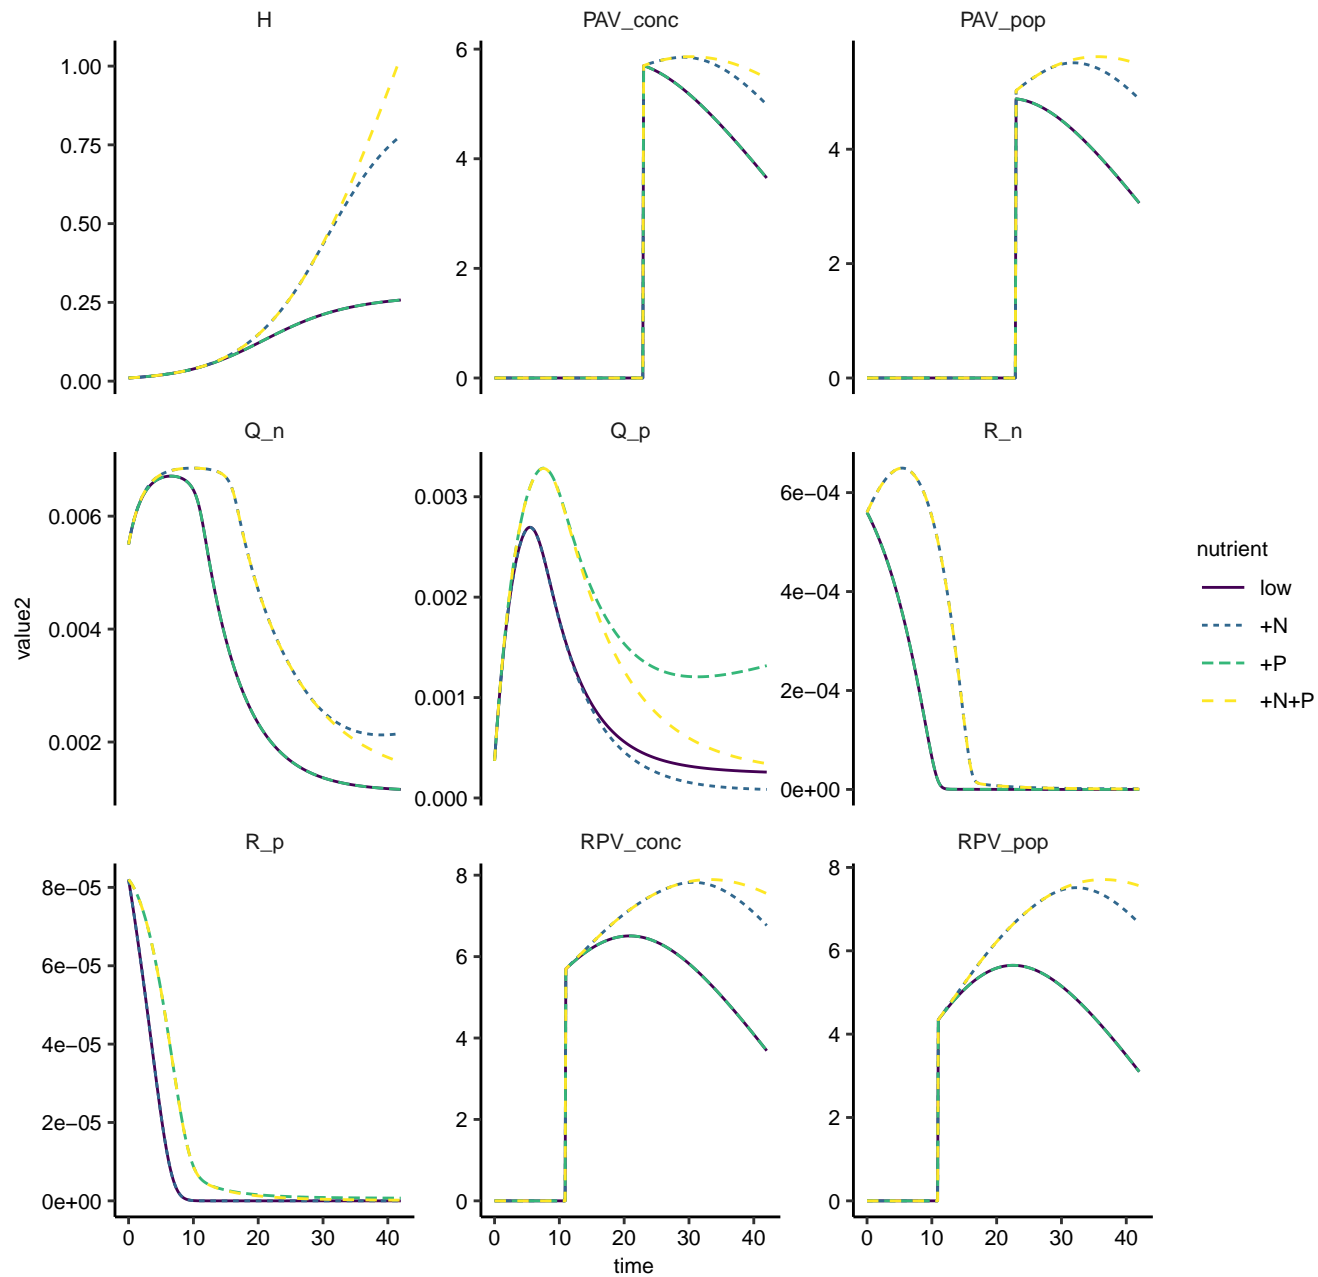 H
PAV_conc
PAV_pop
1.00
0.75
0.50
0.25
0.00
6
4
2
0
4
2
0
Q_n
Q_p
R_n
0.006
0.004
0.002
0.003
0.002
0.001
0.000
6e−04
4e−04
2e−04
0e+00
R_p
RPV_conc
RPV_pop
8e−05
6e−05
4e−05
2e−05
0e+00
8
6
4
2
0
8
6
4
2
0
0 10 20 30 40
0 10 20 30 40
0 10 20 30 40
time
value2
nutrient
low
+N
+P
+N+P